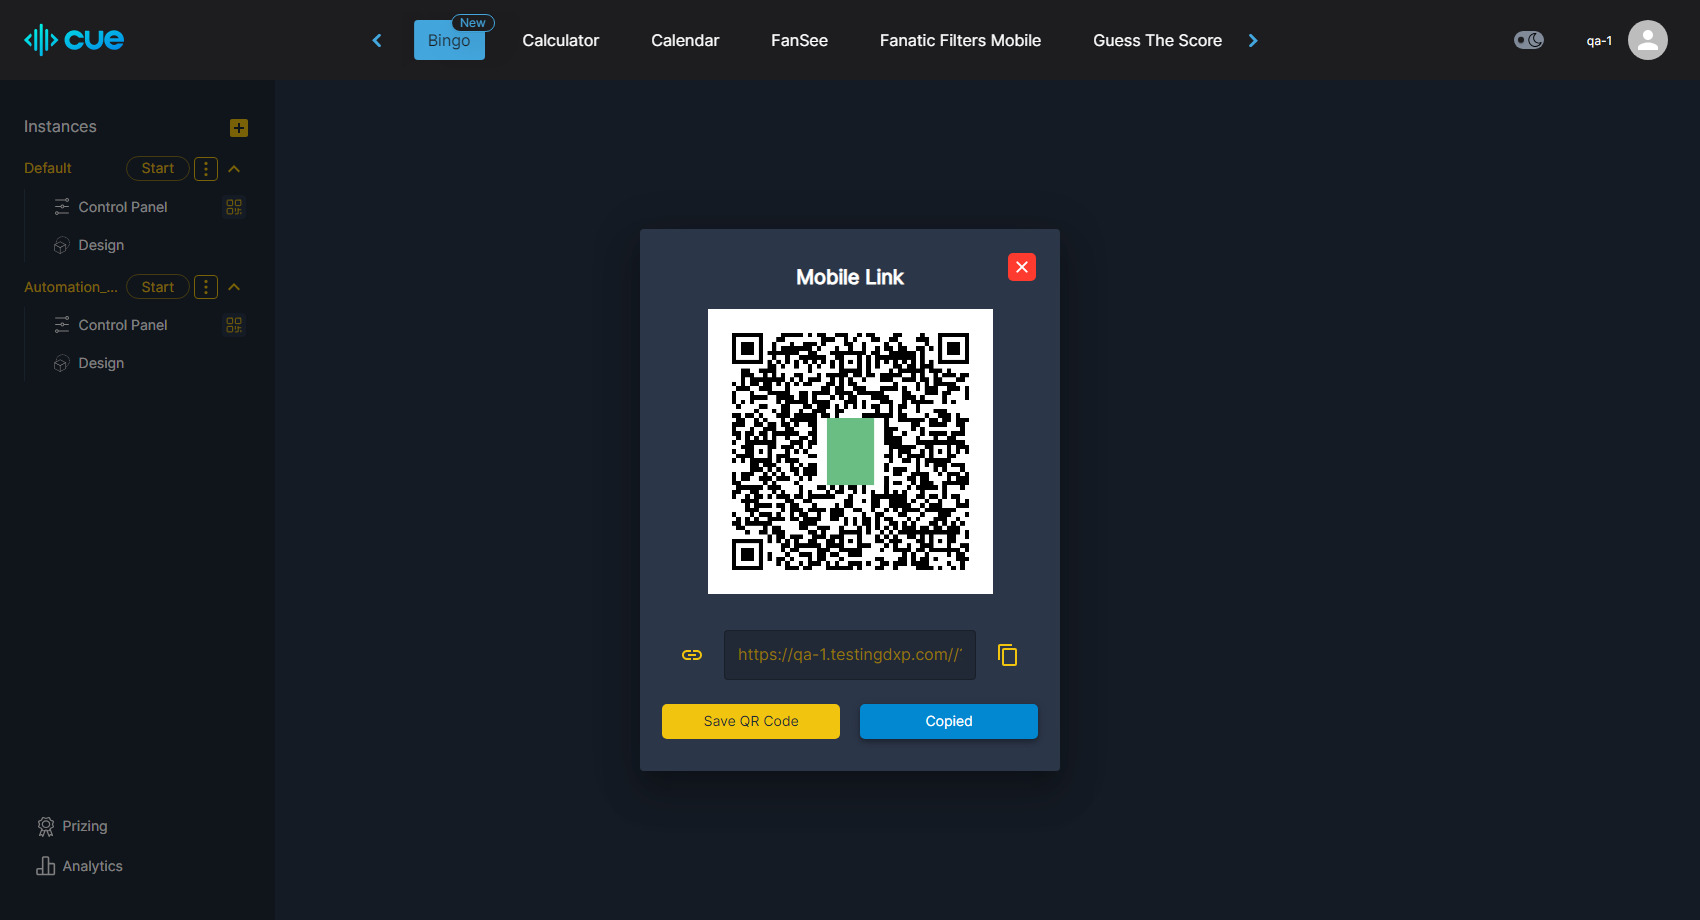 cue
Bingo
New
Calculator
Calendar
FanSee
Fanatic Filters Mobile
Guess The Score
qa-1
Instances
Default
Start
Control Panel
Design
Automation_...
Start
Control Panel
Design
Prizing
Analytics
Mobile Link
https://qa-1.testingdxp.com//
Save QR Code
Copied